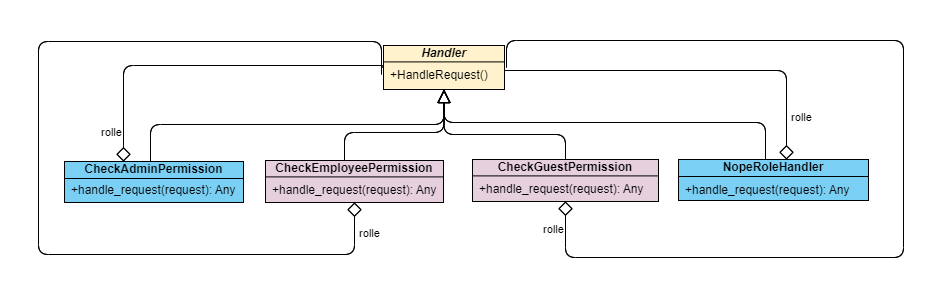 Handler
+HandleRequest()
rolle
rolle
CheckAdminPermission
+handle_request(request): Any
CheckEmployeePermission
+handle_request(request): Any
CheckGuestPermission
+handle_request(request): Any
NopeRoleHandler
+handle_request(request): Any
rolle
rolle